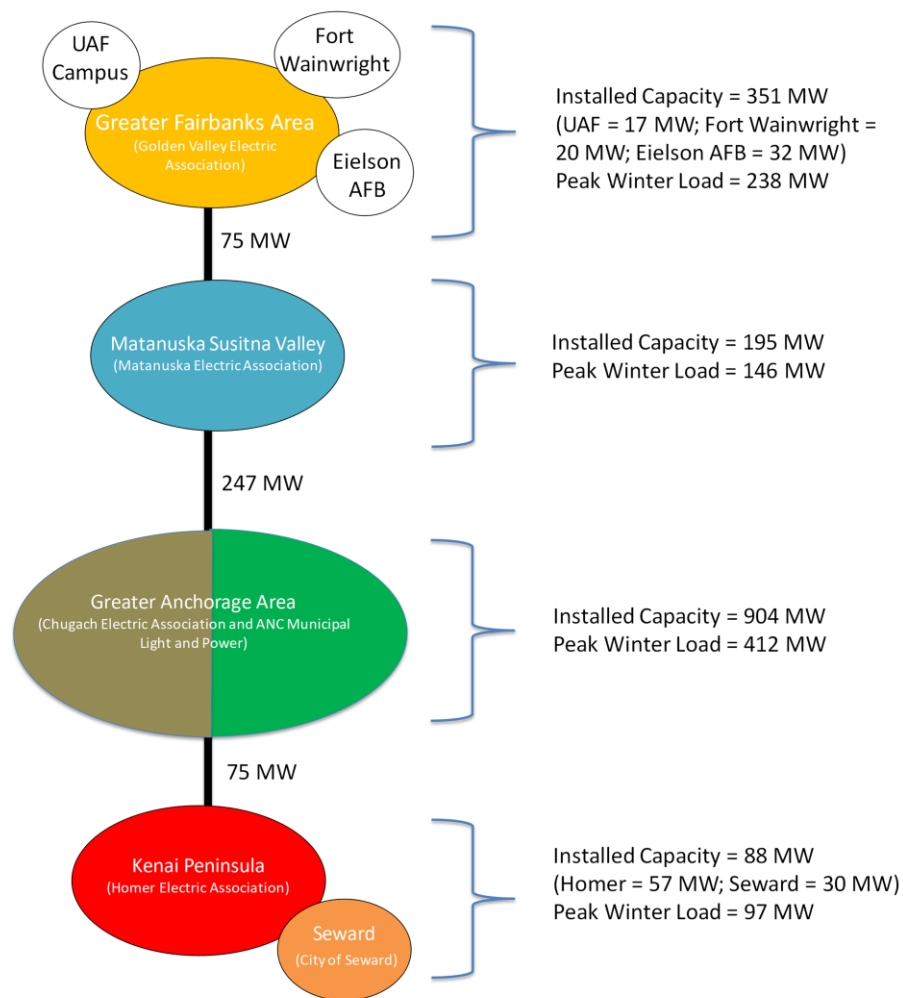 UAF
Campus
Fort
Wainwright
Greater Fairbanks Area
(Golden Valley Electric
Association)
Eielson
AFB
Installed Capacity = 351 MW
(UAF = 17 MW; Fort Wainwright =
20 MW; Eielson AFB = 32 MW)
Peak Winter Load = 238 MW
75 MW
Matanuska Susitna Valley
(Matanuska Electric Association)
Installed Capacity = 195 MW
Peak Winter Load = 146 MW
247 MW
Greater Anchorage Area
(Chugach Electric Association and ANC Municipal
Light and Power)
Installed Capacity = 904 MW
Peak Winter Load = 412 MW
75 MW
Kenai Peninsula
(Homer Electric Association)
Installed Capacity = 88 MW
(Homer = 57 MW; Seward = 30 MW)
Peak Winter Load = 97 MW
Seward
(City of Seward)